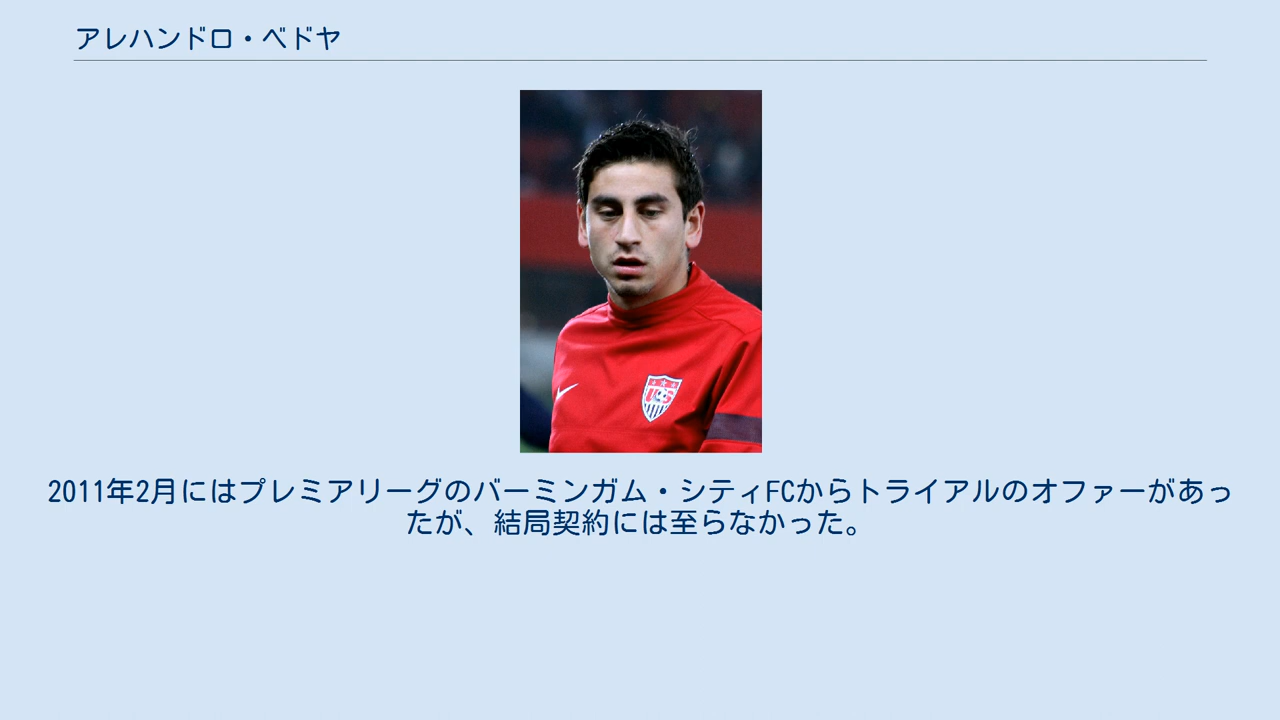 アレハンドロ・ベドヤ
US
2011年2月にはプレミアリーグのバーミンガム・シティFCからトライアルのオファーがあっ
たが、結局契約には至らなかった。